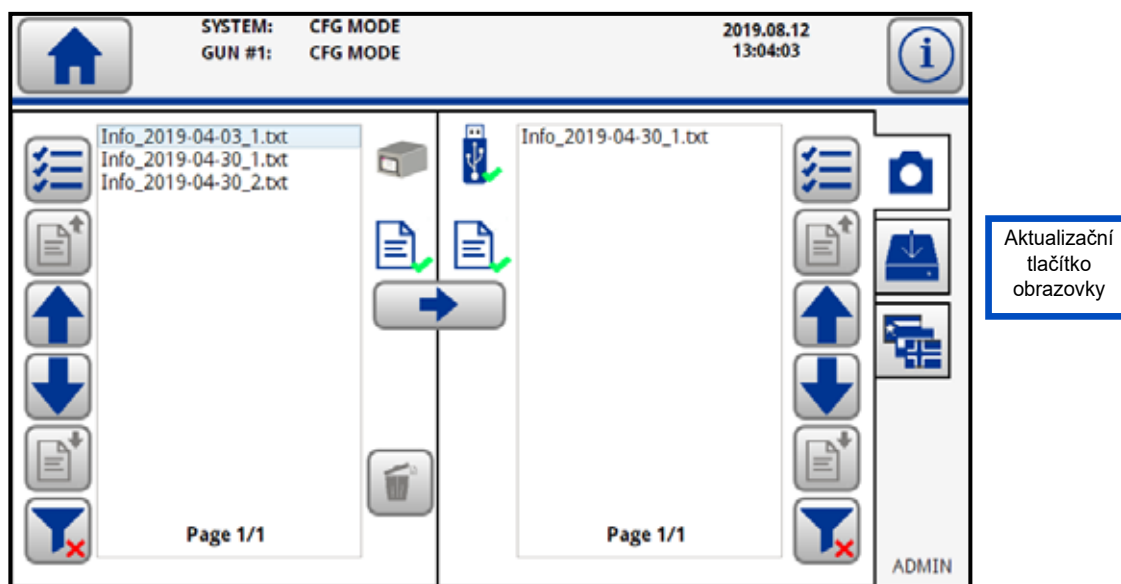 SYSTEM: CFG MODE
GUN #1: CFG MODE
2019.08.12
13:04:03
i
Info_2019-04-03_1.txt
Info_2019-04-30_1.txt
Info_2019-04-30_2.txt
Page 1/1
Info_2019-04-30_1.txt
Page 1/1
ADMIN
Aktualizační
tlačítko
obrazovky